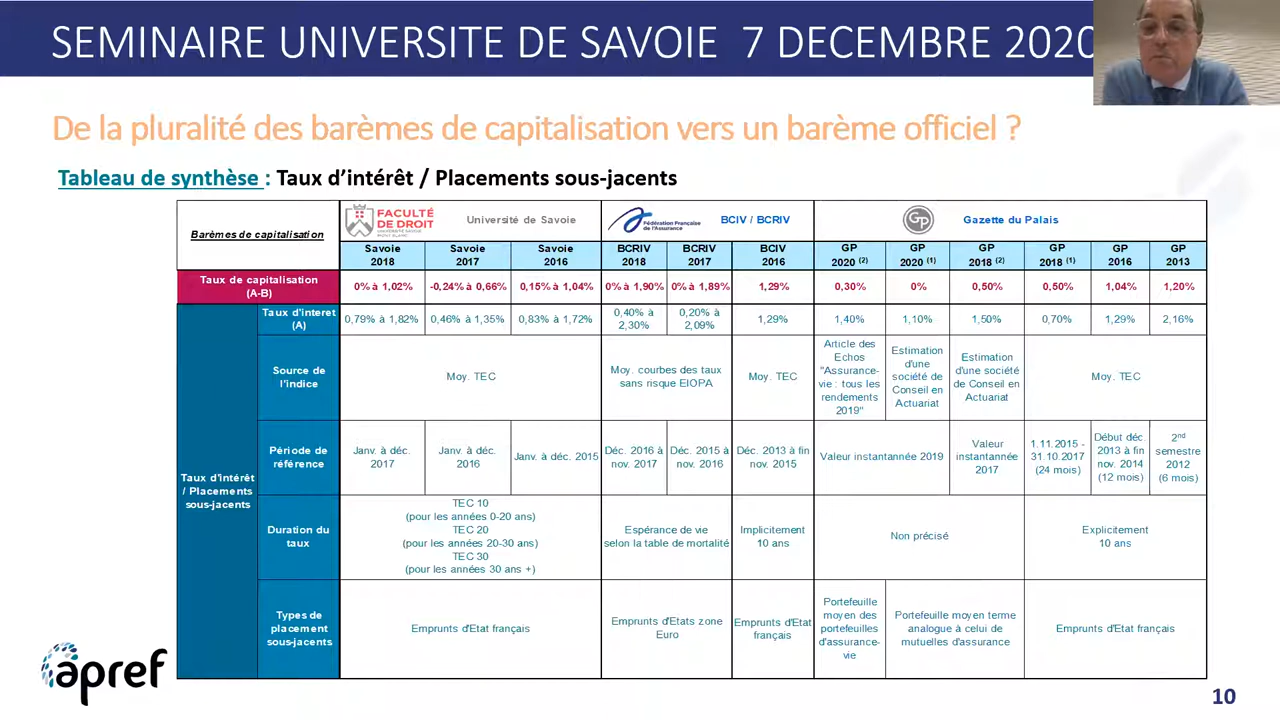 SEMINAIRE UNIVERSITE DE SAVOIE 7 DECEMBRE 2020
De la pluralité des barèmes de capitalisation vers un barème officiel ?
Tableau de synthèse : Taux d'intérêt / Placements sous-jacents
Barèmes de capitalisation
FACULTÉ
DE DROIT
Université de Savoie
Fédération Française
de l'Assurance
BCIV / BCRIV
GP
Gazette du Palais
Savoie
2018
Savoie
2017
Savoie
2016
BCRIV
2018
BCRIV
2017
BCIV
2016
GP
2020 (2)
GP
2020 (1)
GP
2018 (2)
GP
2018 (1)
GP
2016
GP
2013
Taux de capitalisation
(A-B)
0% à 1,02%
-0,24% à 0,66%
0,15% à 1,04%
0% à 1,90%
0% à 1,89%
1,29%
0,30%
0%
0,50%
0,50%
1,04%
1,20%
Taux d'intérêt
/ Placements
sous-jacents
Taux d'interet
(A)
0,79% à 1,82%
0,46% à 1,35%
0,83% à 1,72%
0,40% à
2,30%
0,20% à
2,09%
1,29%
1,40%
1,10%
1,50%
0,70%
1,29%
2,16%
Source de
l'indice
Moy. TEC
Moy. courbes des taux
sans risque EIOPA
Moy. TEC
Article des
Echos
"Assurance-
vie : tous les
rendements
2019"
Estimation
d'une
société de
Conseil en
Actuariat
Estimation
d'une société
de Conseil en
Actuariat
Moy. TEC
Période de
référence
Janv. à déc.
2017
Janv. à déc.
2016
Janv. à déc. 2015
Déc. 2016 à
nov. 2017
Déc. 2015 à
nov. 2016
Déc. 2013 à fin
nov. 2015
Valeur instantannée 2019
Valeur
instantannée
2017
1.11.2015 -
31.10.2017
(24 mois)
Début déc.
2013 à fin
nov. 2014
(12 mois)
2nd
semestre
2012
(6 mois)
Duration du
taux
TEC 10
(pour les années 0-20 ans)
TEC 20
(pour les années 20-30 ans)
TEC 30
(pour les années 30 ans +)
Espérance de vie
selon la table de mortalité
Implicitement
10 ans
Non précisé
Explicitement
10 ans
Types de
placement
sous-jacents
Emprunts d'Etat français
Emprunts d'Etats zone
Euro
Emprunts d'Etat
français
Portefeuille
moyen des
portefeuilles
d'assurance-
vie
Portefeuille moyen terme
analogue à celui de
mutuelles d'assurance
Emprunts d'Etat français
apref
10